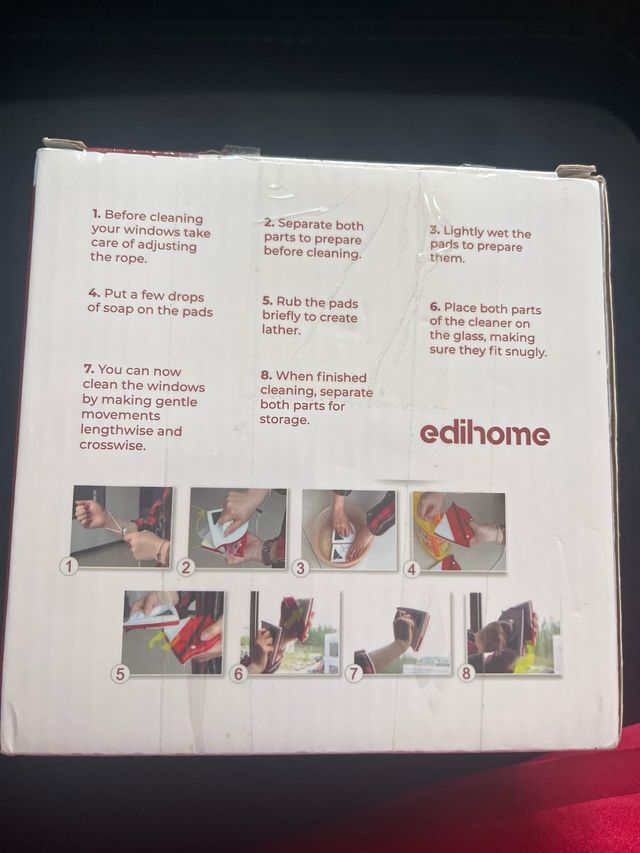 1. Before cleaning
your windows take
care of adjusting
the rope.
2. Separate both
parts to prepare
before cleaning.
3. Lightly wet the
pads to prepare
them.
4. Put a few drops
of soap on the pads
5. Rub the pads
briefly to create
lather.
6. Place both parts
of the cleaner on
the glass, making
sure they fit snugly.
7. You can now
clean the windows
by making gentle
movements
lengthwise and
crosswise.
8. When finished
cleaning, separate
both parts for
storage.
edihome
1
2
3
4
5
6
7
8